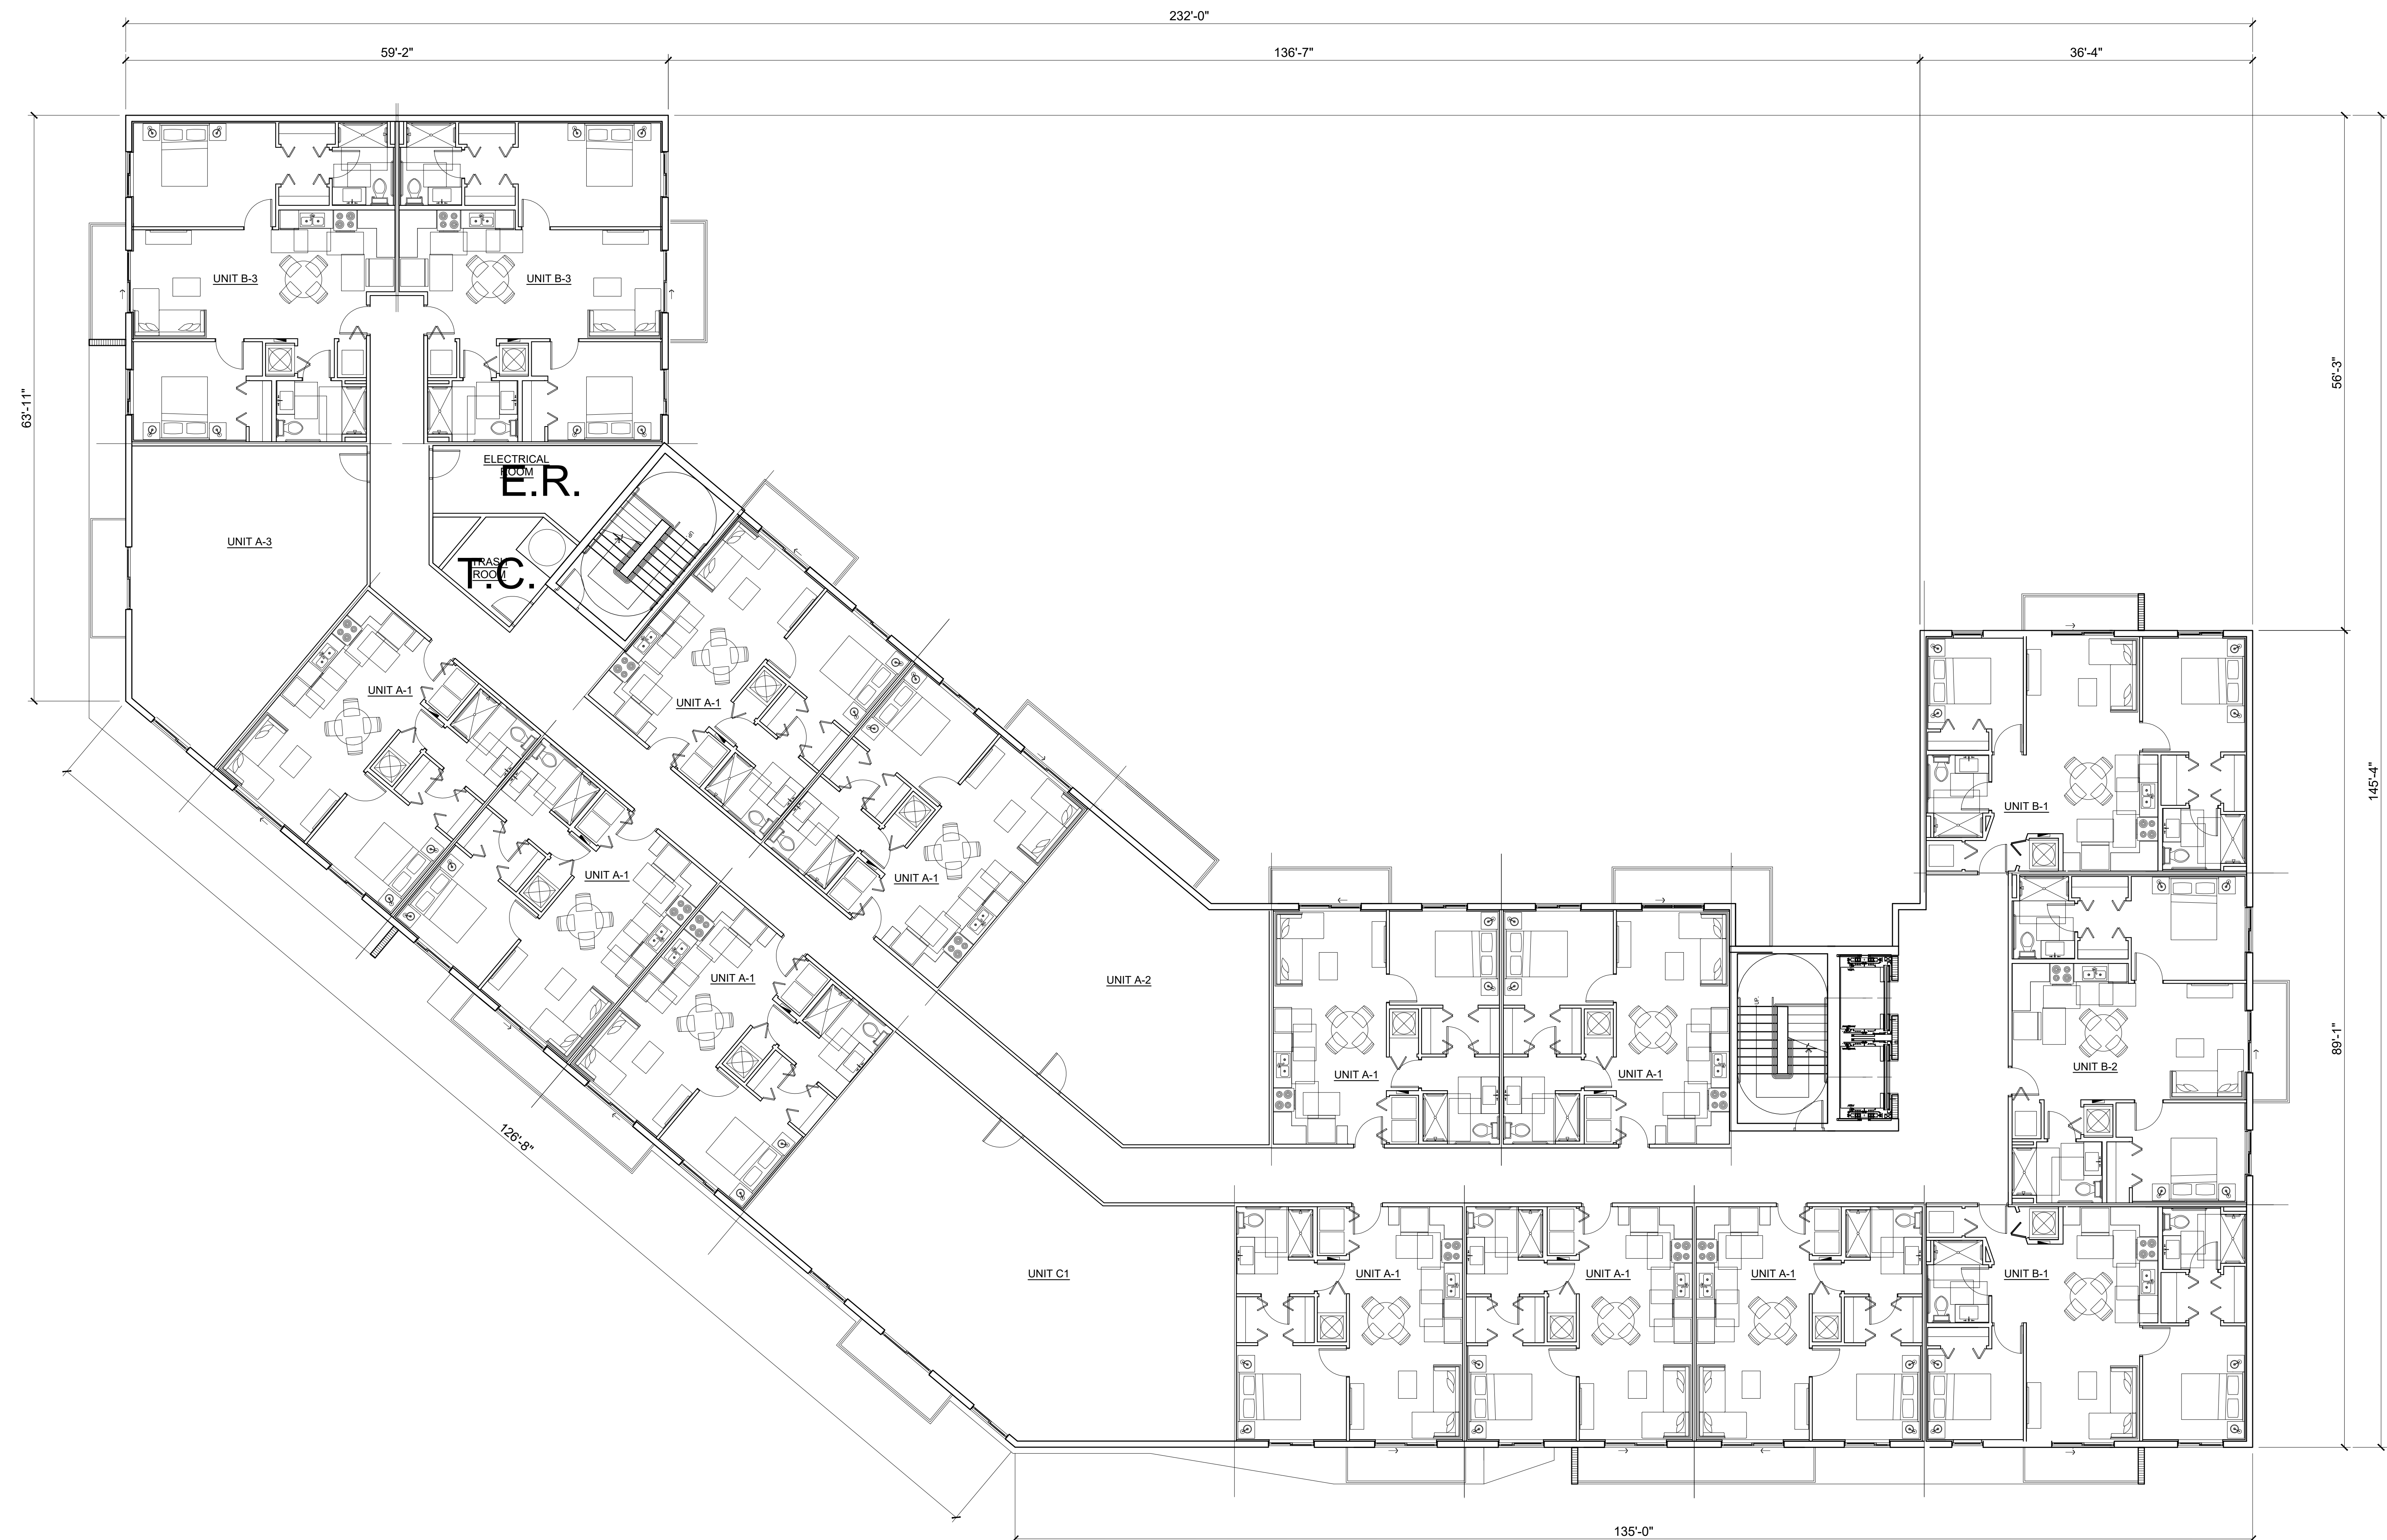 232'-0"
59'-2"
136'-7"
36'-4"
63'-11"
56'-3"
145'-4"
89'-1"
UNIT B-3
UNIT B-3
ELECTRICAL
ROOM
E.R.
UNIT A-3
TRASH
ROOM
T.C.
UNIT A-1
UNIT A-1
UNIT A-1
UNIT A-1
UNIT A-1
UNIT B-1
UNIT A-2
UNIT A-1
UNIT A-1
UNIT B-2
126'-8"
UNIT C1
UNIT A-1
UNIT A-1
UNIT A-1
UNIT B-1
135'-0"